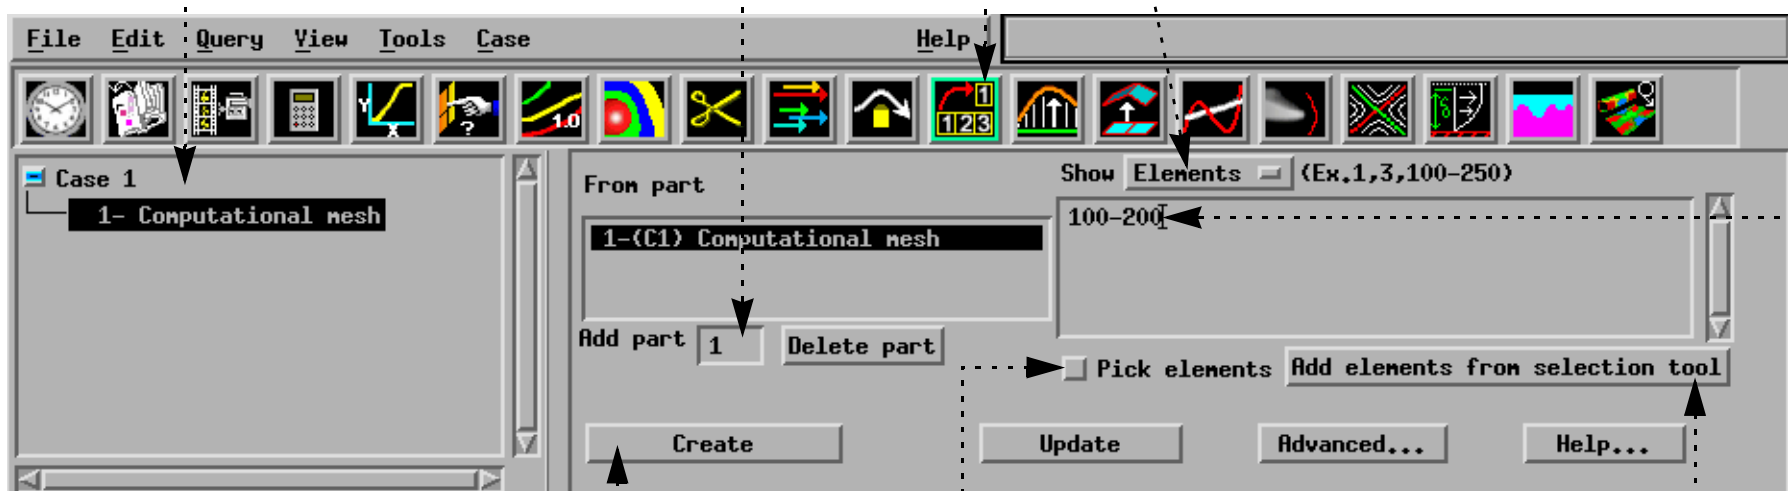 File Edit Query View Tools Case Help
Y X ? 1.0 1 123 δ
Case 1
1- Computational mesh
From part
1-(C1) Computational mesh
Add part 1 Delete part
Show Elements (Ex.1,3,100-250)
100-200
Pick elements Add elements from selection tool
Create Update Advanced... Help...